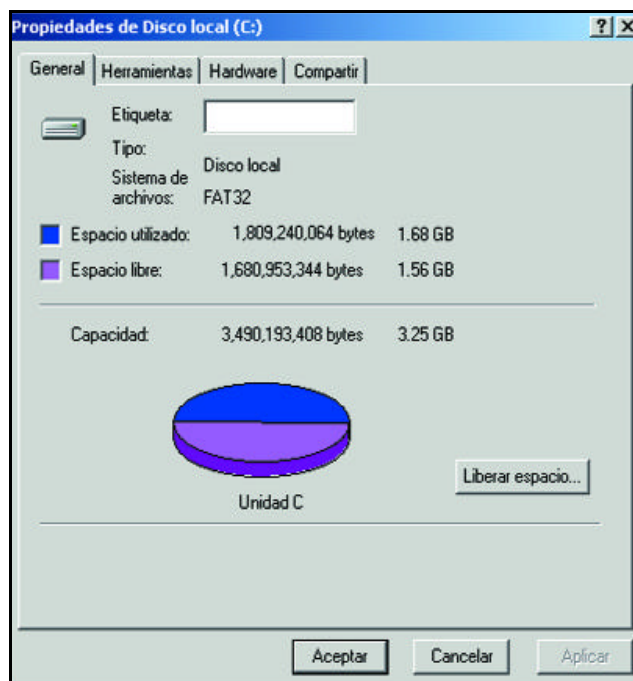 Propiedades de Disco local (C:)
General Herramientas Hardware Compartir
Etiqueta:
Tipo:
Disco local
Sistema de archivos:
FAT32
Espacio utilizado: 1,809,240,064 bytes 1.68 GB
Espacio libre: 1,680,953,344 bytes 1.56 GB
Capacidad: 3,490,193,408 bytes 3.25 GB
Liberar espacio...
Unidad C
Aceptar Cancelar Aplicar